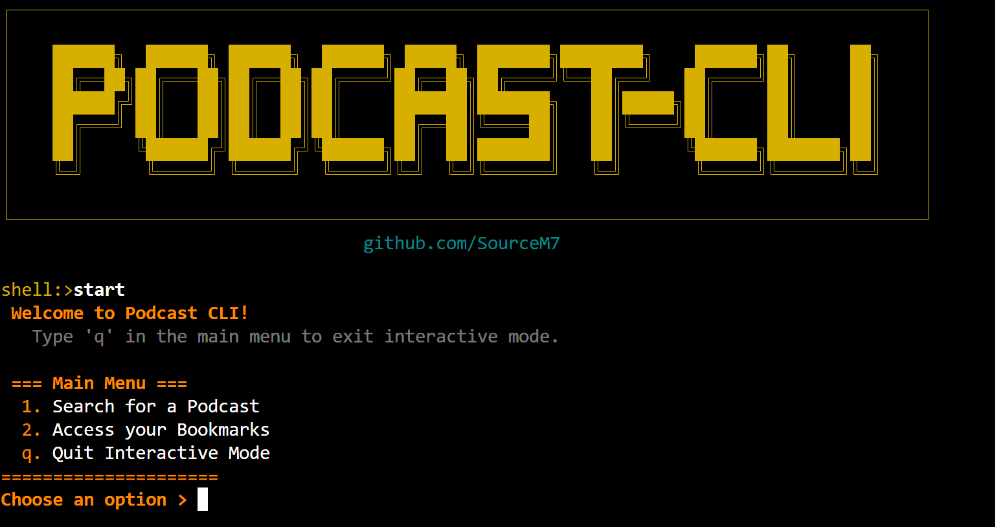 PODCAST-CLI
github.com/SourceM7
shell:>start
Welcome to Podcast CLI!
Type 'q' in the main menu to exit interactive mode.
=== Main Menu ===
1. Search for a Podcast
2. Access your Bookmarks
q. Quit Interactive Mode
=====================
Choose an option >